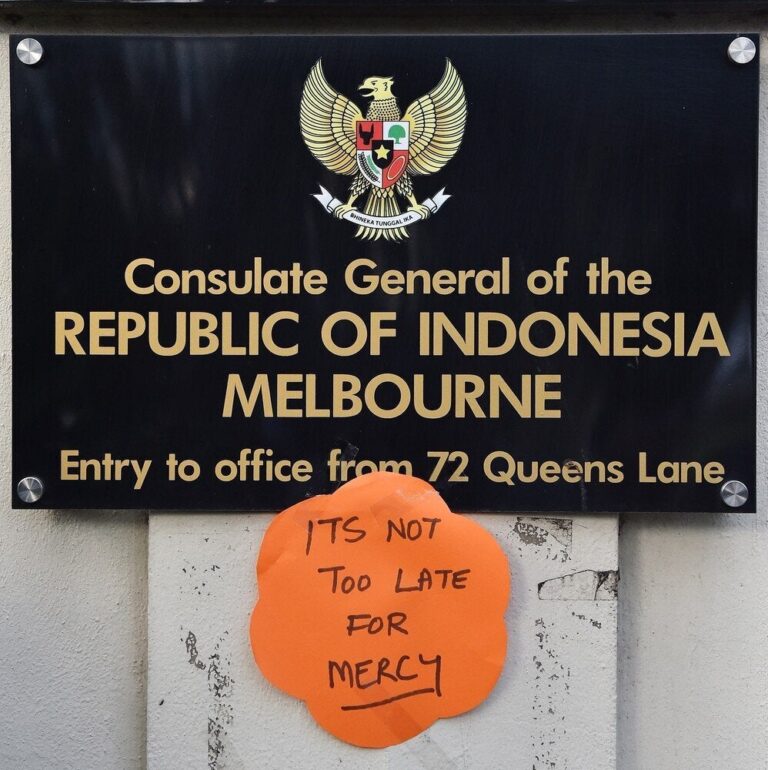 BHINEKA TUNGGAL IKA
Consulate General of the
REPUBLIC OF INDONESIA
MELBOURNE
Entry to office from 72 Queens Lane
ITS NOT
TOO LATE
FOR
MERCY